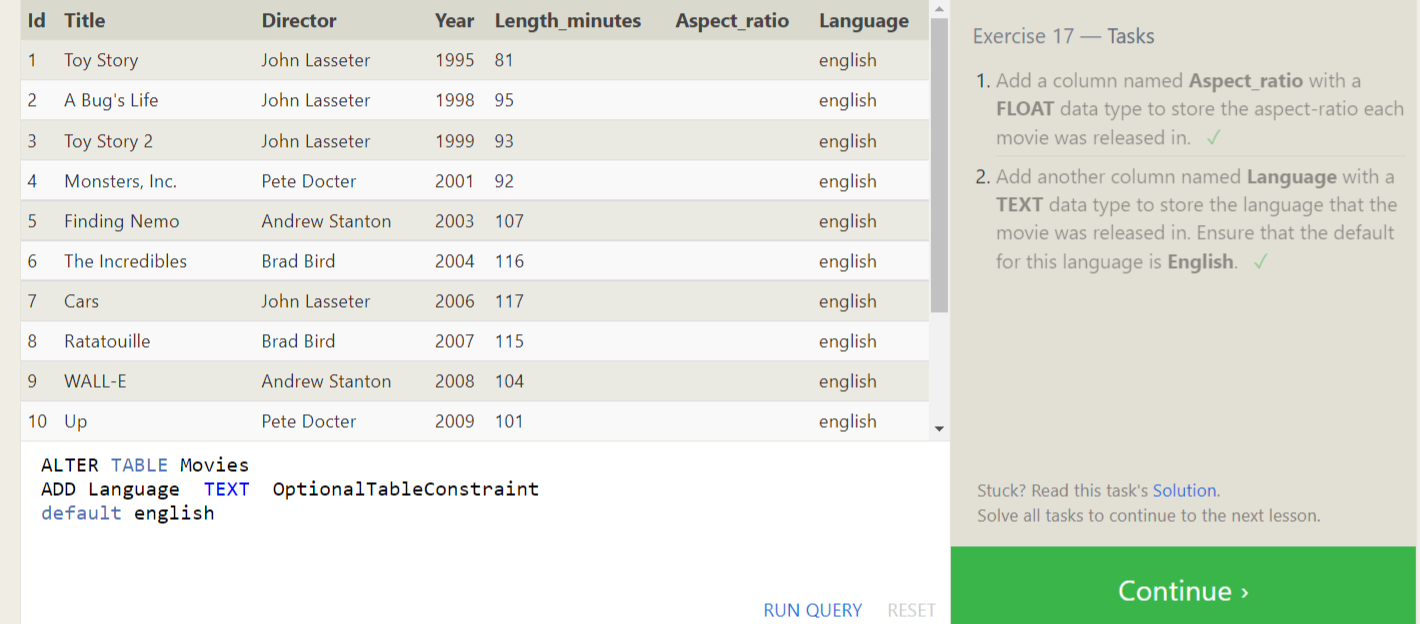 Id Title Director Year Length_minutes Aspect_ratio Language
1 Toy Story John Lasseter 1995 81 english
2 A Bug's Life John Lasseter 1998 95 english
3 Toy Story 2 John Lasseter 1999 93 english
4 Monsters, Inc. Pete Docter 2001 92 english
5 Finding Nemo Andrew Stanton 2003 107 english
6 The Incredibles Brad Bird 2004 116 english
7 Cars John Lasseter 2006 117 english
8 Ratatouille Brad Bird 2007 115 english
9 WALL-E Andrew Stanton 2008 104 english
10 Up Pete Docter 2009 101 english
ALTER TABLE Movies
ADD Language TEXT OptionalTableConstraint
default english
RUN QUERY RESET
Exercise 17 — Tasks
1. Add a column named Aspect_ratio with a
FLOAT data type to store the aspect-ratio each
movie was released in. ✓
2. Add another column named Language with a
TEXT data type to store the language that the
movie was released in. Ensure that the default
for this language is English. ✓
Stuck? Read this task's Solution.
Solve all tasks to continue to the next lesson.
Continue ›